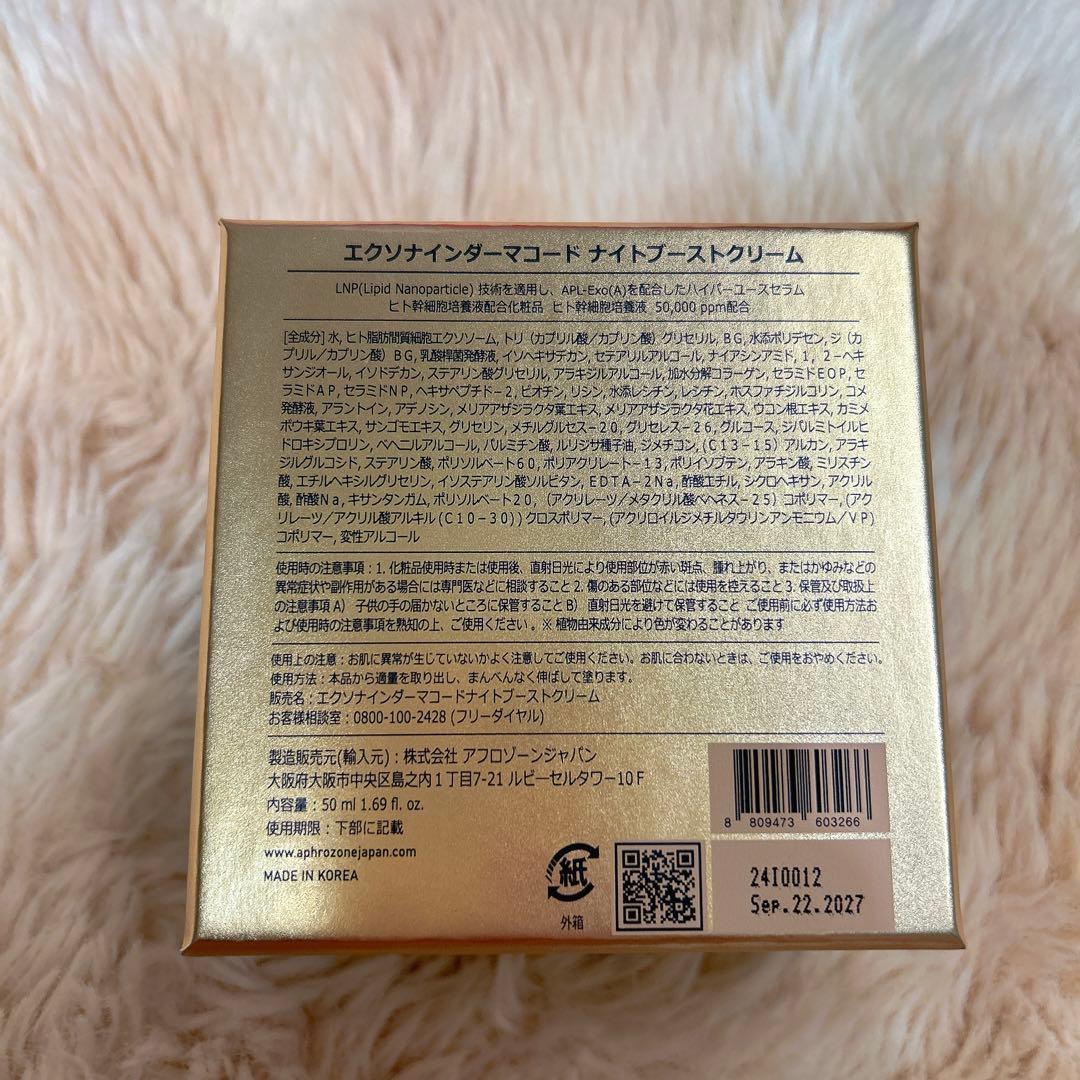 エクソナインダーマコード ナイトブーストクリーム
LNP(Lipid Nanoparticle) 技術を適用し、APL-Exo(A)を配合したハイパーユースセラム
ヒト幹細胞培養液配合化粧品 ヒト幹細胞培養液 50,000 ppm配合
[全成分] 水, ヒト脂肪間質細胞エクソソーム, トリ（カプリル酸／カプリン酸）グリセリル, BG, 水添ポリデセン, ジ（カ
プリル／カプリン酸）BG, 乳酸桿菌発酵液, イソヘキサデカン, セテアリルアルコール, ナイアシンアミド, 1，2－ヘキ
サンジオール, イソドデカン, ステアリン酸グリセリル, アラキジルアルコール, 加水分解コラーゲン, セラミドEOP, セ
ラミドAP, セラミドNP, ヘキサペプチド－2, ビオチン, リシン, 水添レシチン, レシチン, ホスファチジルコリン, コメ
発酵液, アラントイン, アデノシン, メリアアザジラクタ葉エキス, メリアアザジラクタ花エキス, ウコン根エキス, カミメ
ボウキ葉エキス, サンゴモエキス, グリセリン, メチルグルセス－20, グリセレス－26, グルコース, ジパルミトイルヒ
ドロキシプロリン, ベヘニルアルコール, パルミチン酸, ルリジサ種子油, ジメチコン, (C13－15) アルカン, アラキ
ジルグルコシド, ステアリン酸, ポリソルベート60, ポリアクリレート－13, ポリイソブテン, アラキン酸, ミリスチン
酸, エチルヘキシルグリセリン, イソステアリン酸ソルビタン, EDTA－2Na, 酢酸エチル, シクロヘキサン, アクリル
酸, 酢酸Na, キサンタンガム, ポリソルベート20, （アクリレーツ／メタクリル酸ベヘネス－25）コポリマー, (アク
リレーツ／アクリル酸アルキル(C10－30)) クロスポリマー, (アクリロイルジメチルタウリンアンモニウム／VP)
コポリマー, 変性アルコール
使用時の注意事項：1. 化粧品使用時または使用後、直射日光により使用部位が赤い斑点、腫れ上がり、またはかゆみなどの
異常症状や副作用がある場合には専門医などに相談すること 2. 傷のある部位などには使用を控えること 3. 保管及び取扱上
の注意事項 A） 子供の手の届かないところに保管すること B） 直射日光を避けて保管すること ご使用前に必ず使用方法お
よび使用時の注意事項を熟知の上、ご使用ください。※ 植物由来成分により色が変わることがあります
使用上の注意：お肌に異常が生じていないかよく注意してご使用ください。お肌に合わないときは、ご使用をおやめください。
使用方法：本品から適量を取り出し、まんべんなく伸ばして塗ります。
販売名：エクソナインダーマコードナイトブーストクリーム
お客様相談室：0800-100-2428 (フリーダイヤル)
製造販売元(輸入元)：株式会社 アフロゾーンジャパン
大阪府大阪市中央区島之内1丁目7-21 ルビーセルタワー10F
内容量：50 ml 1.69 fl. oz.
使用期限：下部に記載
www.aphrozonejapan.com
MADE IN KOREA
紙
外箱
8 809473 603266
24I0012
Sep.22.2027